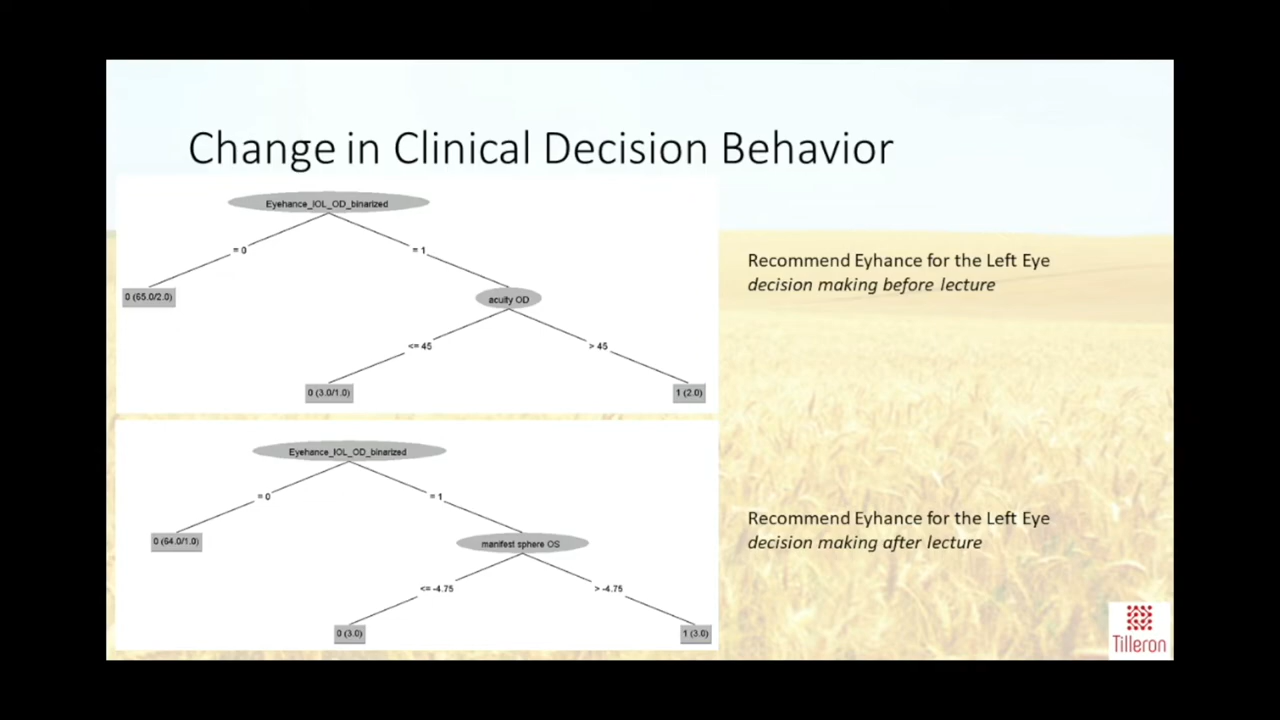 Change in Clinical Decision Behavior
Eyehance_IOL_OD_binarized
= 0
= 1
0 (65.0/2.0)
acuity OD
<= 45
> 45
0 (3.0/1.0)
1 (2.0)
Recommend Eyhance for the Left Eye
decision making before lecture
Eyehance_IOL_OD_binarized
= 0
= 1
0 (64.0/1.0)
manifest sphere OS
<= -4.75
> -4.75
0 (3.0)
1 (3.0)
Recommend Eyhance for the Left Eye
decision making after lecture
Tilleron